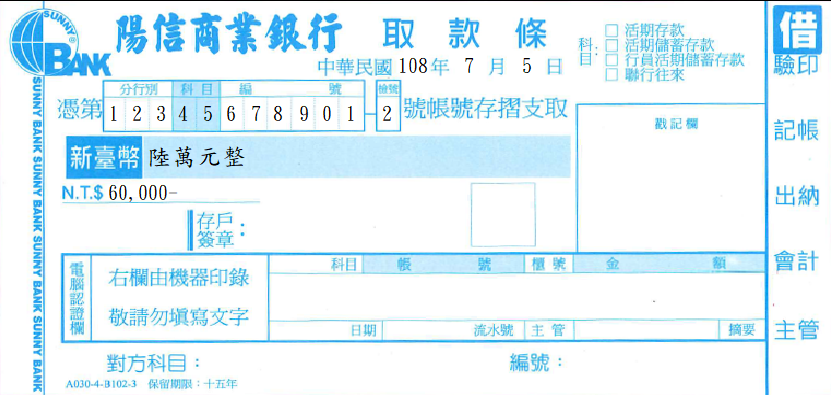 SUNNY
BANK
陽信商業銀行 取款條
中華民國 108年 7 月 5 日
科目:
□ 活期存款
□ 活期儲蓄存款
□ 行員活期儲蓄存款
□ 聯行往來
借
分行別 科目 編號 檢號
憑第 1 2 3 4 5 6 7 8 9 0 1 - 2 號帳號存摺支取
新臺幣 陸萬元整
N.T.$ 60,000-
存戶簽章:
戳記欄
驗印
記帳
出納
會計
主管
電腦認證欄
右欄由機器印錄
敬請勿填寫文字
科目 帳號 櫃號 金額
日期 流水號 主管 摘要
對方科目: 編號:
A030-4-B102-3 保留期限:十五年
SUNNY BANK SUNNY BANK SUNNY BANK SUNNY BANK SUNNY BANK